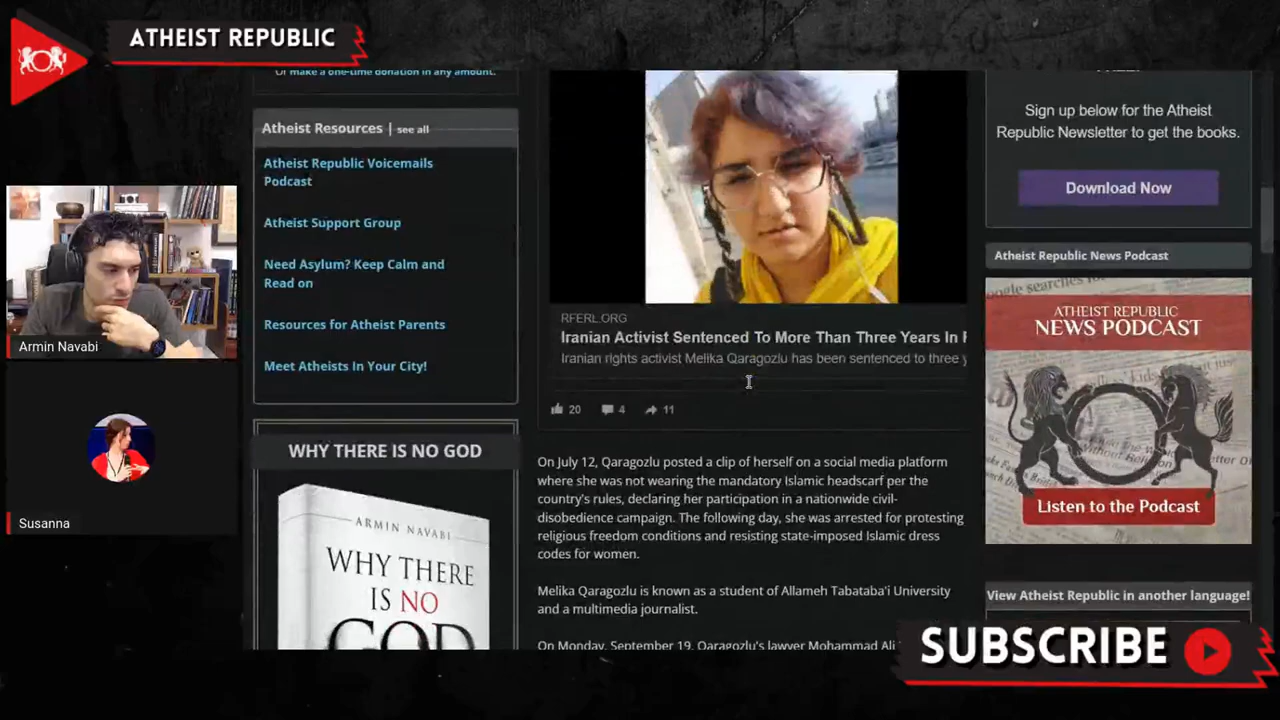 ATHEIST REPUBLIC
Or make a one-time donation in any amount.
Atheist Resources | see all
Atheist Republic Voicemails
Podcast
Atheist Support Group
Need Asylum? Keep Calm and
Read on
Resources for Atheist Parents
Meet Atheists In Your City!
WHY THERE IS NO GOD
ARMIN NAVABI
WHY THERE
IS NO
GOD
Armin Navabi
Susanna
RFERL.ORG
Iranian Activist Sentenced To More Than Three Years In
Iranian rights activist Melika Qaragozlu has been sentenced to three y
20 4 11
On July 12, Qaragozlu posted a clip of herself on a social media platform
where she was not wearing the mandatory Islamic headscarf per the
country's rules, declaring her participation in a nationwide civil-
disobedience campaign. The following day, she was arrested for protesting
religious freedom conditions and resisting state-imposed Islamic dress
codes for women.
Melika Qaragozlu is known as a student of Allameh Tabataba'i University
and a multimedia journalist.
On Monday, September 19, Qaragozlu's lawyer Mohammad Ali
Sign up below for the Atheist
Republic Newsletter to get the books.
Download Now
Atheist Republic News Podcast
ATHEIST REPUBLIC
NEWS PODCAST
Listen to the Podcast
View Atheist Republic in another language!
SUBSCRIBE